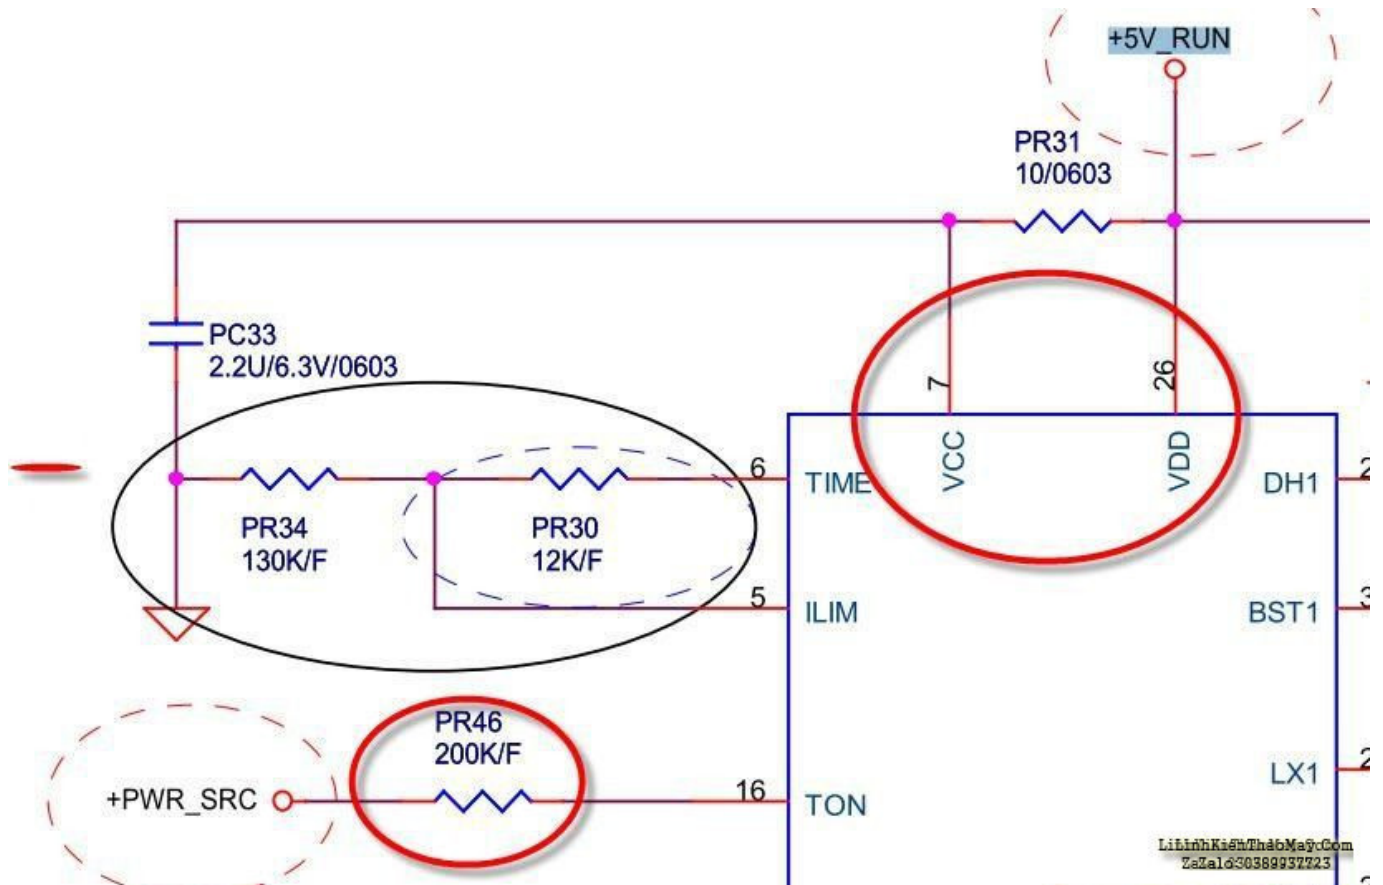 +5V_RUN
PR31
10/0603
PC33
2.2U/6.3V/0603
7
26
VCC
VDD
6
TIME
DH1
PR34
130K/F
PR30
12K/F
5
ILIM
BST1
PR46
200K/F
LX1
+PWR_SRC
16
TON